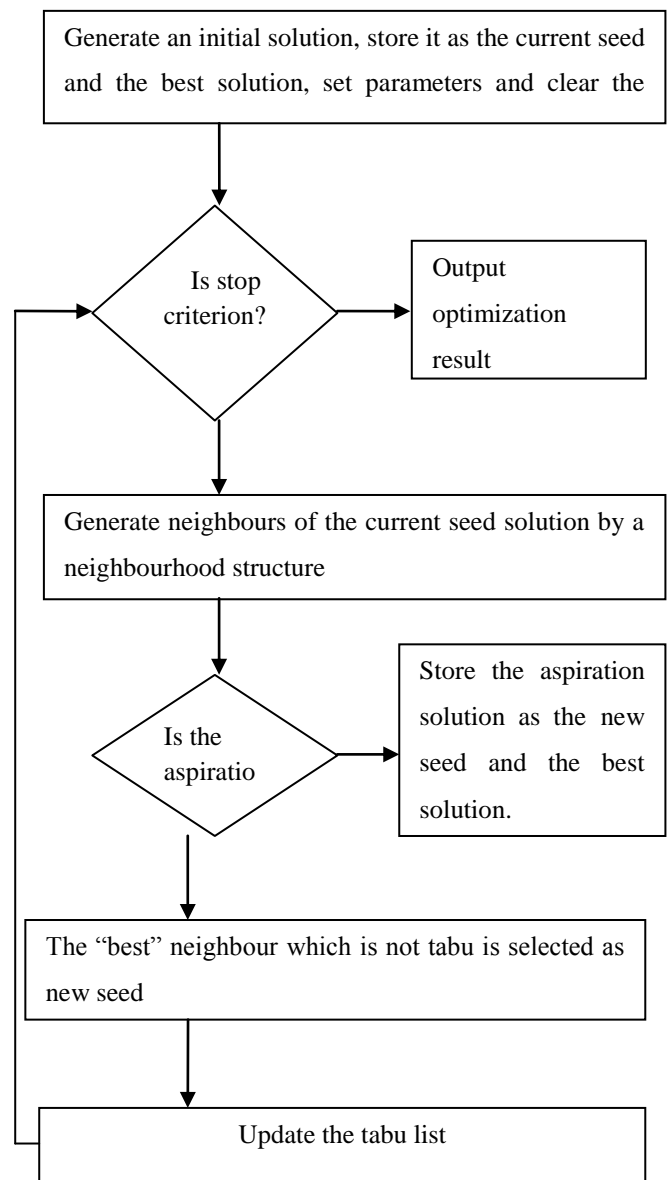 Generate an initial solution, store it as the current seed
and the best solution, set parameters and clear the
Is stop
criterion?
Output
optimization
result
Generate neighbours of the current seed solution by a
neighbourhood structure
Is the
aspiratio
Store the aspiration
solution as the new
seed and the best
solution.
The “best” neighbour which is not tabu is selected as
new seed
Update the tabu list